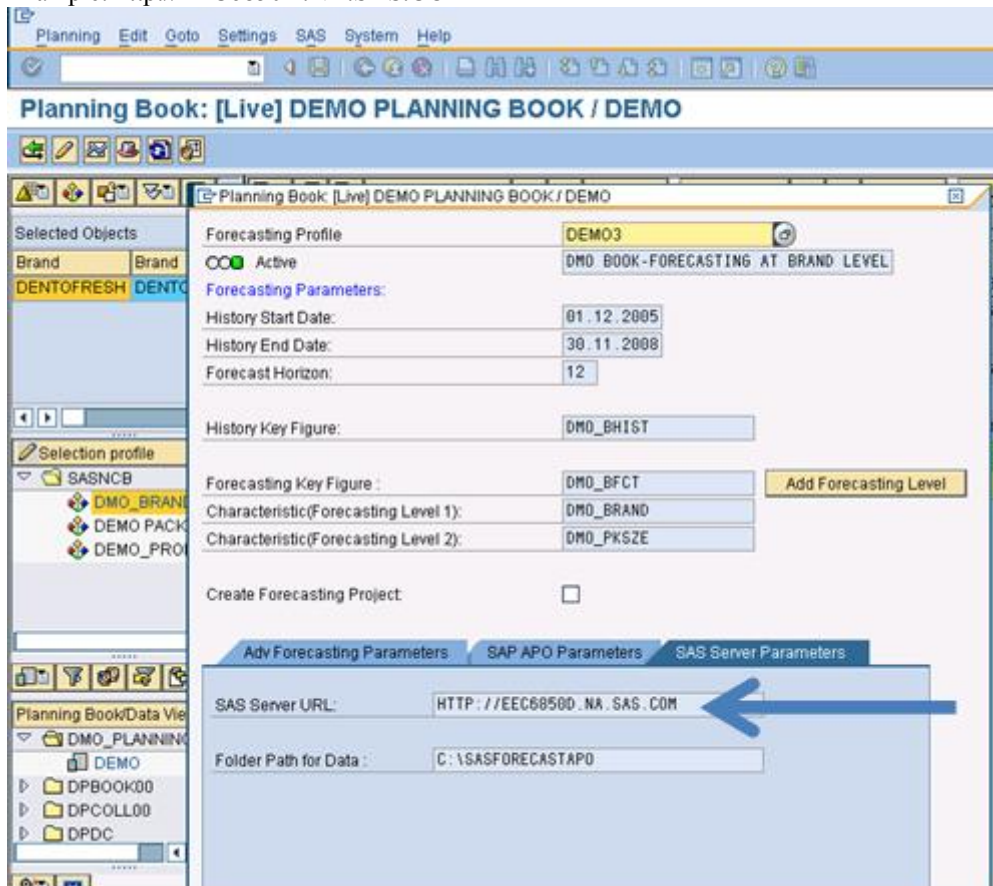 Planning Edit Goto Settings SAS System Help
Planning Book: [Live] DEMO PLANNING BOOK / DEMO
Planning Book: [Live] DEMO PLANNING BOOK / DEMO
Selected Objects
Brand Brand
DENTOFRESH DENTO
Forecasting Profile DEMO3
Active DMO BOOK-FORECASTING AT BRAND LEVEL
Forecasting Parameters:
History Start Date: 01.12.2005
History End Date: 30.11.2008
Forecast Horizon: 12
History Key Figure: DMO_BHIST
Selection profile
SASNCB
DMO_BRAND
DEMO PACK
DEMO_PRO
Forecasting Key Figure : DMO_BFCT Add Forecasting Level
Characteristic(Forecasting Level 1): DMO_BRAND
Characteristic(Forecasting Level 2): DMO_PKSZE
Create Forecasting Project:
Adv Forecasting Parameters SAP APO Parameters SAS Server Parameters
SAS Server URL: HTTP://EEC6850D.NA.SAS.COM
Folder Path for Data : C:\SASFORECASTAPO
Planning Book/Data Vie
DMO_PLANNING
DEMO
DPBOOK00
DPCOLL00
DPDC